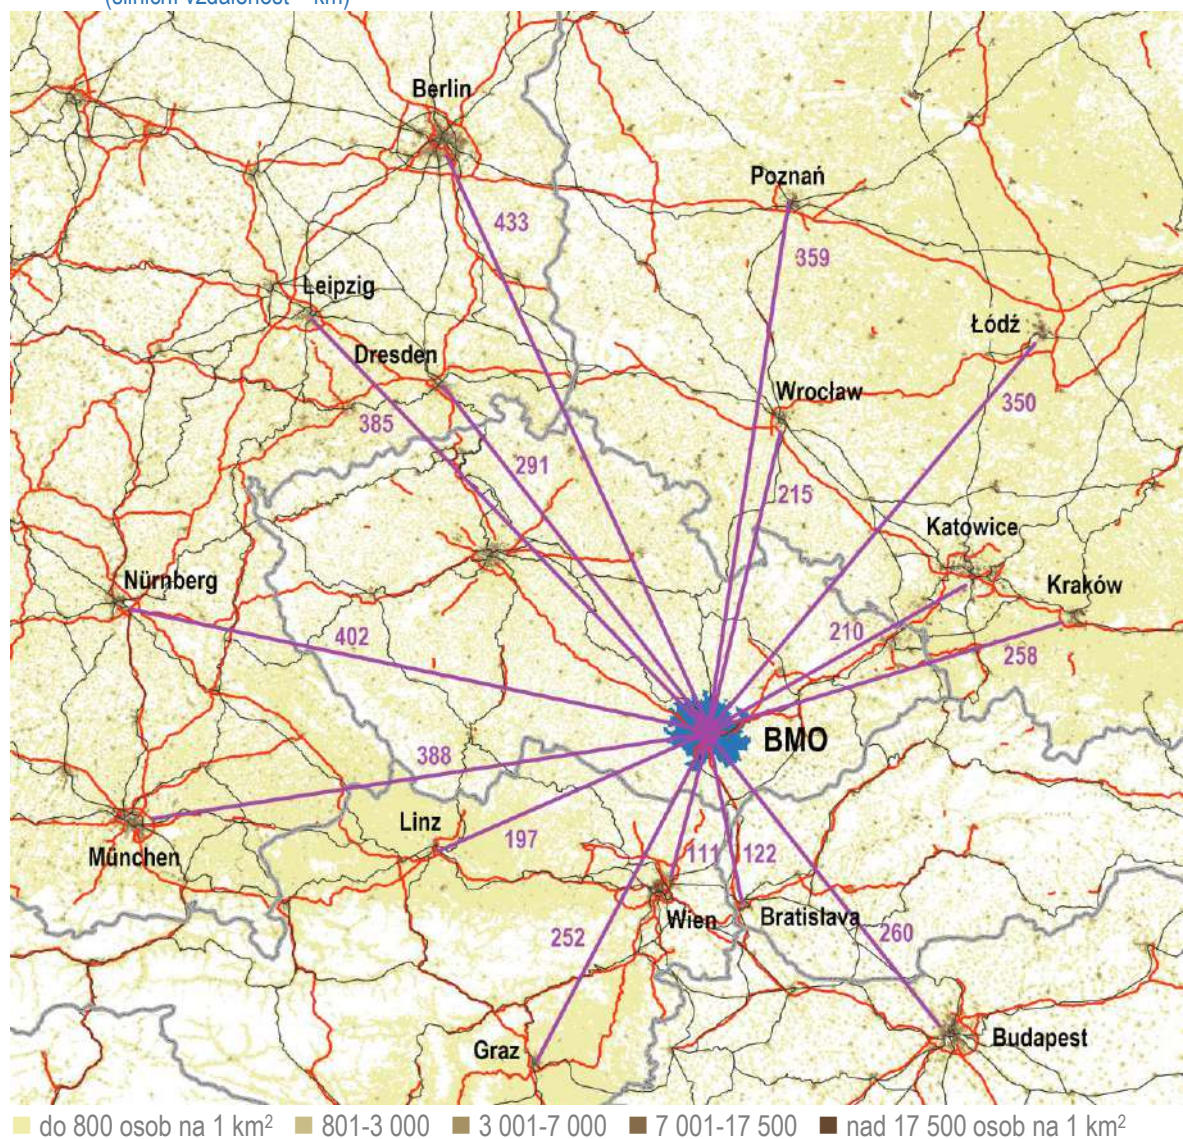 Berlin
Poznań
433
359
Leipzig
Łódź
Dresden
Wrocław
350
385
291
215
Katowice
Nürnberg
Kraków
402
210
258
BMO
388
Linz
197
111
122
München
Wien
Bratislava
252
260
Graz
Budapest
do 800 osob na 1 km² 801-3 000 3 001-7 000 7 001-17 500 nad 17 500 osob na 1 km²